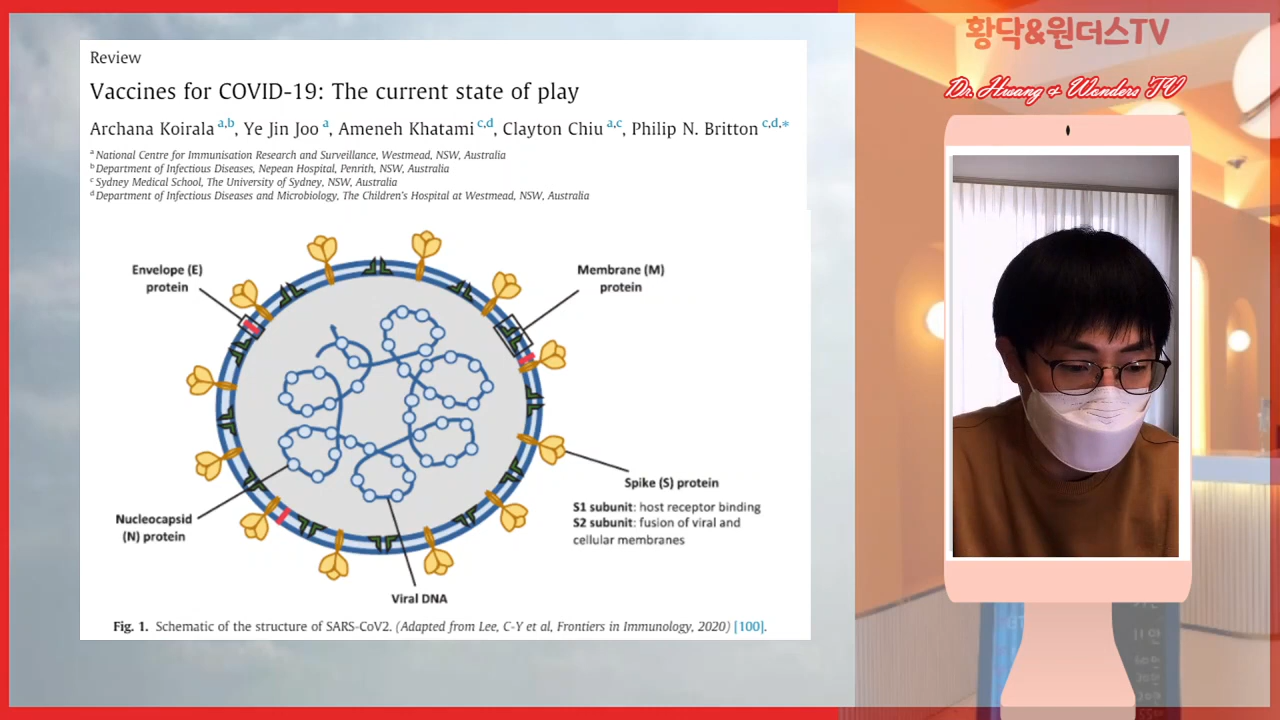 Review
Vaccines for COVID-19: The current state of play
Archana Koirala a,b, Ye Jin Joo a, Ameneh Khatami c,d, Clayton Chiu a,c, Philip N. Britton c,d,*
a National Centre for Immunisation Research and Surveillance, Westmead, NSW, Australia
b Department of Infectious Diseases, Nepean Hospital, Penrith, NSW, Australia
c Sydney Medical School, The University of Sydney, NSW, Australia
d Department of Infectious Diseases and Microbiology, The Children's Hospital at Westmead, NSW, Australia
Envelope (E)
protein
Membrane (M)
protein
Spike (S) protein
S1 subunit: host receptor binding
S2 subunit: fusion of viral and
cellular membranes
Nucleocapsid
(N) protein
Viral DNA
Fig. 1. Schematic of the structure of SARS-CoV2. (Adapted from Lee, C-Y et al, Frontiers in Immunology, 2020) [100].
황닥&원더스TV
Dr. Hwang & Wonders TV